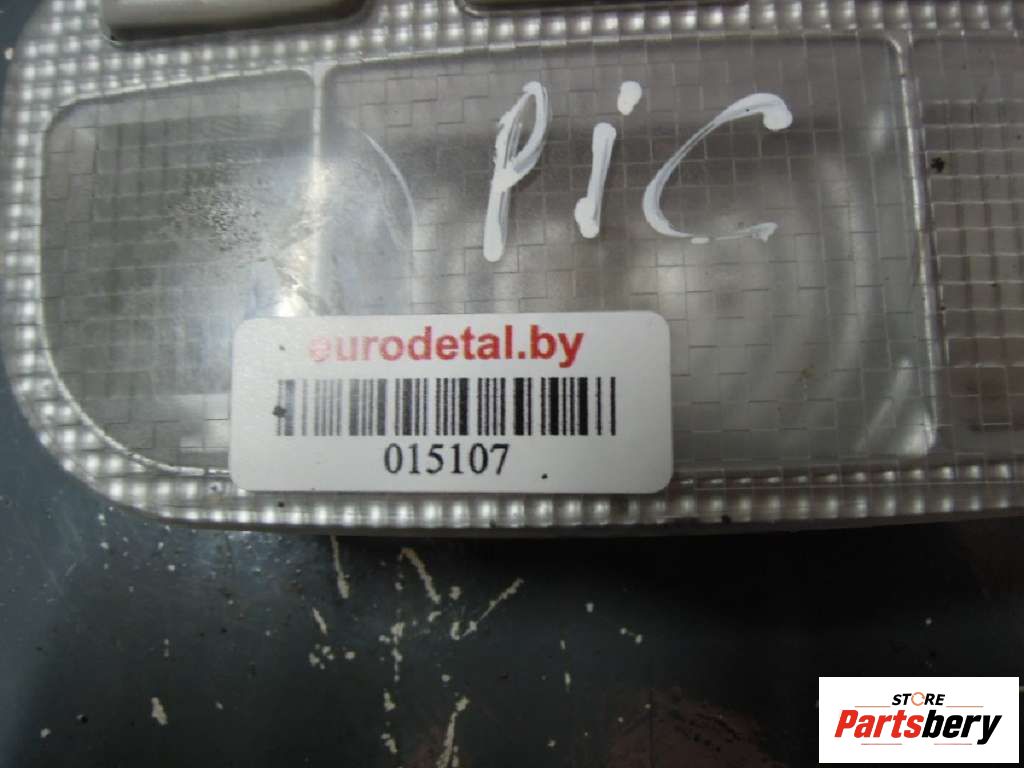 PiC
eurodetal.by
015107
STORE
Partsbery